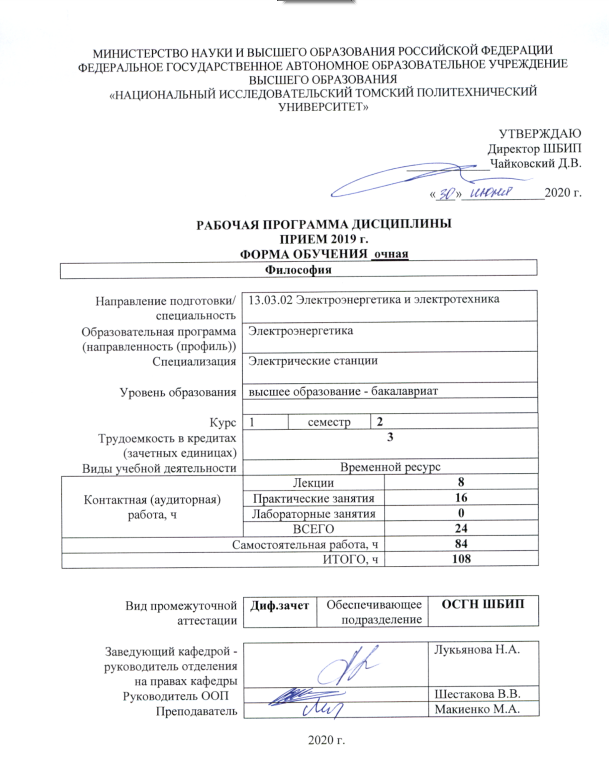 МИНИСТЕРСТВО НАУКИ И ВЫСШЕГО ОБРАЗОВАНИЯ РОССИЙСКОЙ ФЕДЕРАЦИИ
ФЕДЕРАЛЬНОЕ ГОСУДАРСТВЕННОЕ АВТОНОМНОЕ ОБРАЗОВАТЕЛЬНОЕ УЧРЕЖДЕНИЕ
ВЫСШЕГО ОБРАЗОВАНИЯ
«НАЦИОНАЛЬНЫЙ ИССЛЕДОВАТЕЛЬСКИЙ ТОМСКИЙ ПОЛИТЕХНИЧЕСКИЙ
УНИВЕРСИТЕТ»
УТВЕРЖДАЮ
Директор ШБИП
Чайковский Д.В.
«30» июня 2020 г.
РАБОЧАЯ ПРОГРАММА ДИСЦИПЛИНЫ
ПРИЕМ 2019 г.
ФОРМА ОБУЧЕНИЯ очная
Философия
Направление подготовки/ 13.03.02 Электроэнергетика и электротехника
специальность
Образовательная программа Электроэнергетика
(направленность (профиль))
Специализация Электрические станции
Уровень образования высшее образование - бакалавриат
Курс 1 семестр 2
Трудоемкость в кредитах 3
(зачетных единицах)
Виды учебной деятельности Временной ресурс
Лекции 8
Контактная (аудиторная) Практические занятия 16
работа, ч Лабораторные занятия 0
ВСЕГО 24
Самостоятельная работа, ч 84
ИТОГО, ч 108
Вид промежуточной Диф.зачет Обеспечивающее ОСГН ШБИП
аттестации подразделение
Заведующий кафедрой - Лукьянова Н.А.
руководитель отделения
на правах кафедры
Руководитель ООП Шестакова В.В.
Преподаватель Макиенко М.А.
2020 г.